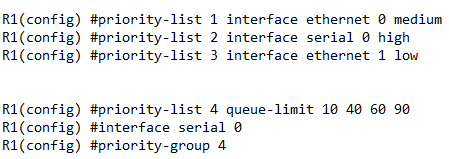 R1(config) #priority-list 1 interface ethernet 0 medium
R1(config) #priority-list 2 interface serial 0 high
R1(config) #priority-list 3 interface ethernet 1 low
R1(config) #priority-list 4 queue-limit 10 40 60 90
R1(config) #interface serial 0
R1(config) #priority-group 4